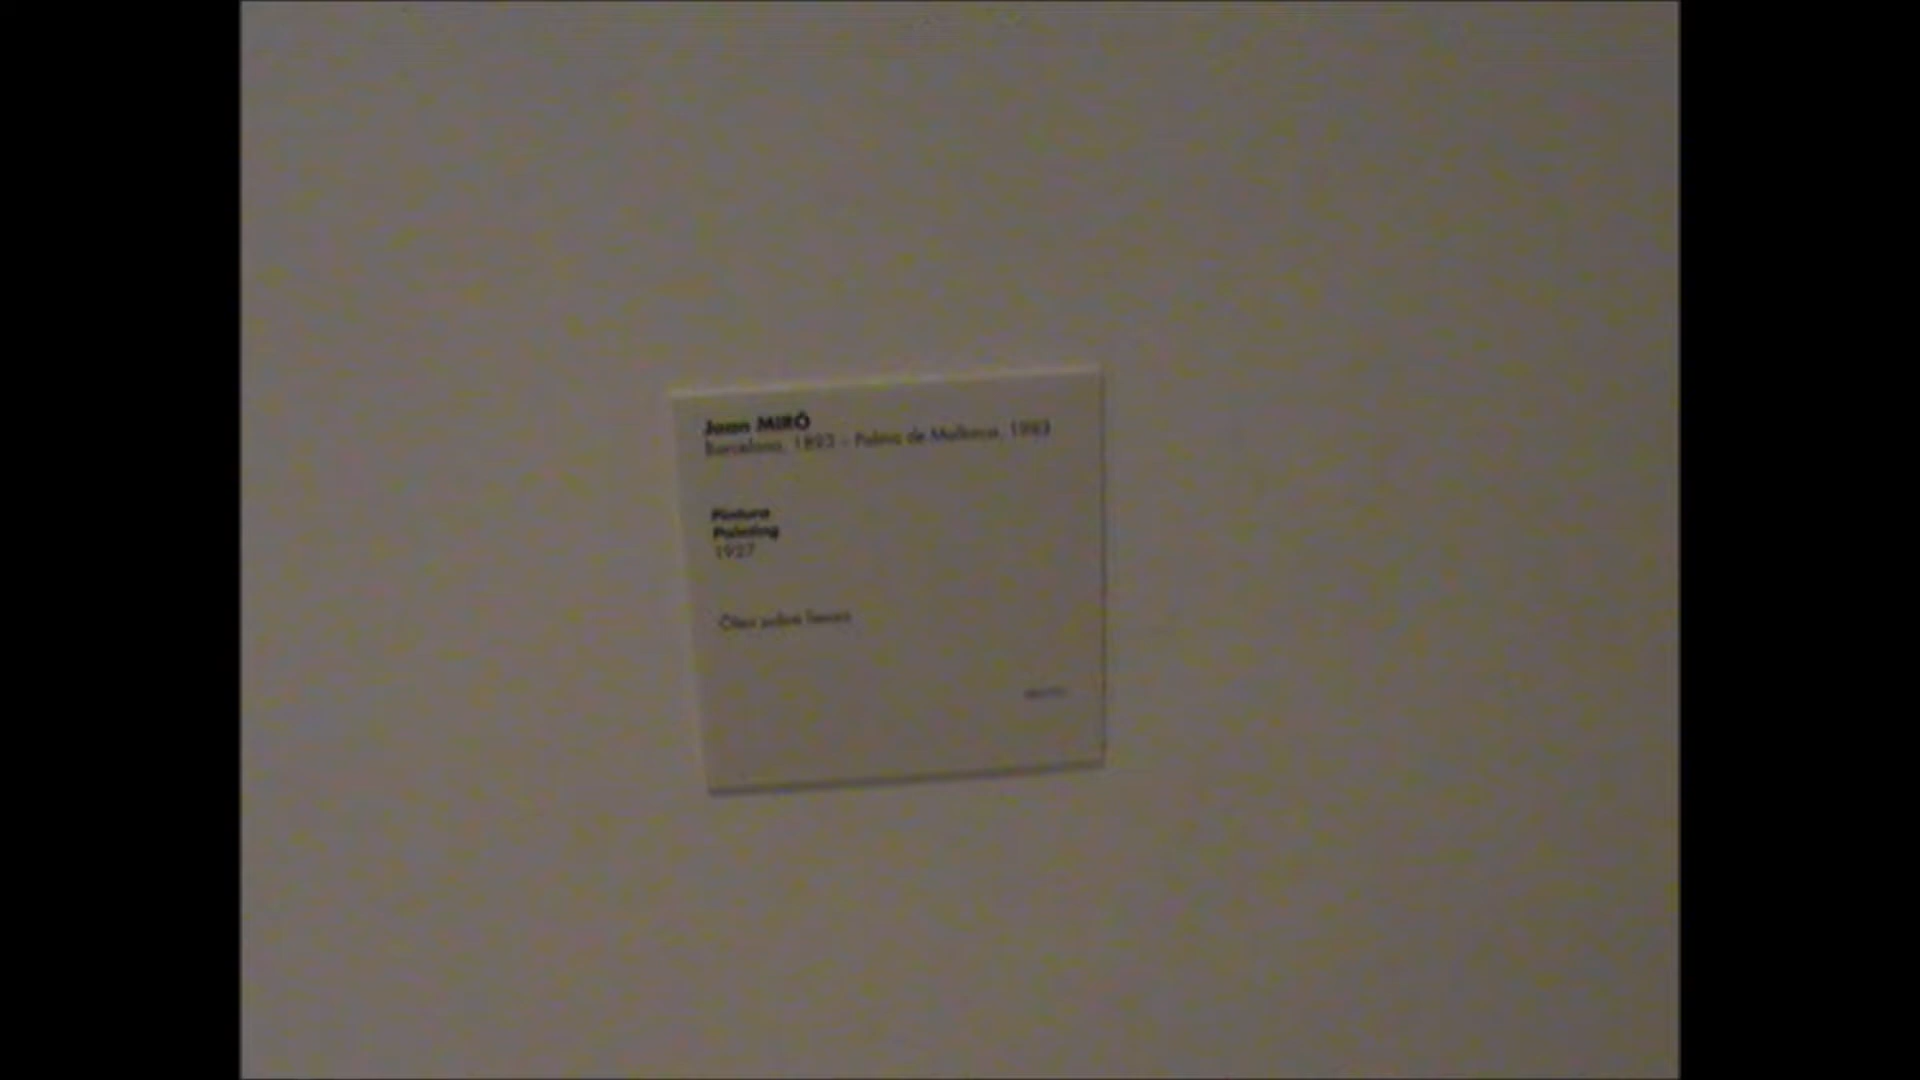 Joan MIRÓ
Barcelona, 1893 - Palma de Mallorca, 1983
Pintura
Painting
1927
Óleo sobre lienzo